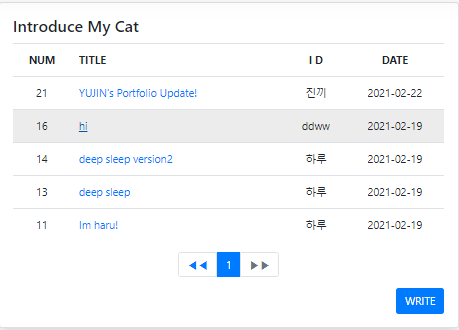 Introduce My Cat
NUM TITLE I D DATE
21 YUJIN's Portfolio Update! 진끼 2021-02-22
16 hi ddww 2021-02-19
14 deep sleep version2 하루 2021-02-19
13 deep sleep 하루 2021-02-19
11 Im haru! 하루 2021-02-19
◀◀ 1 ▶▶
WRITE